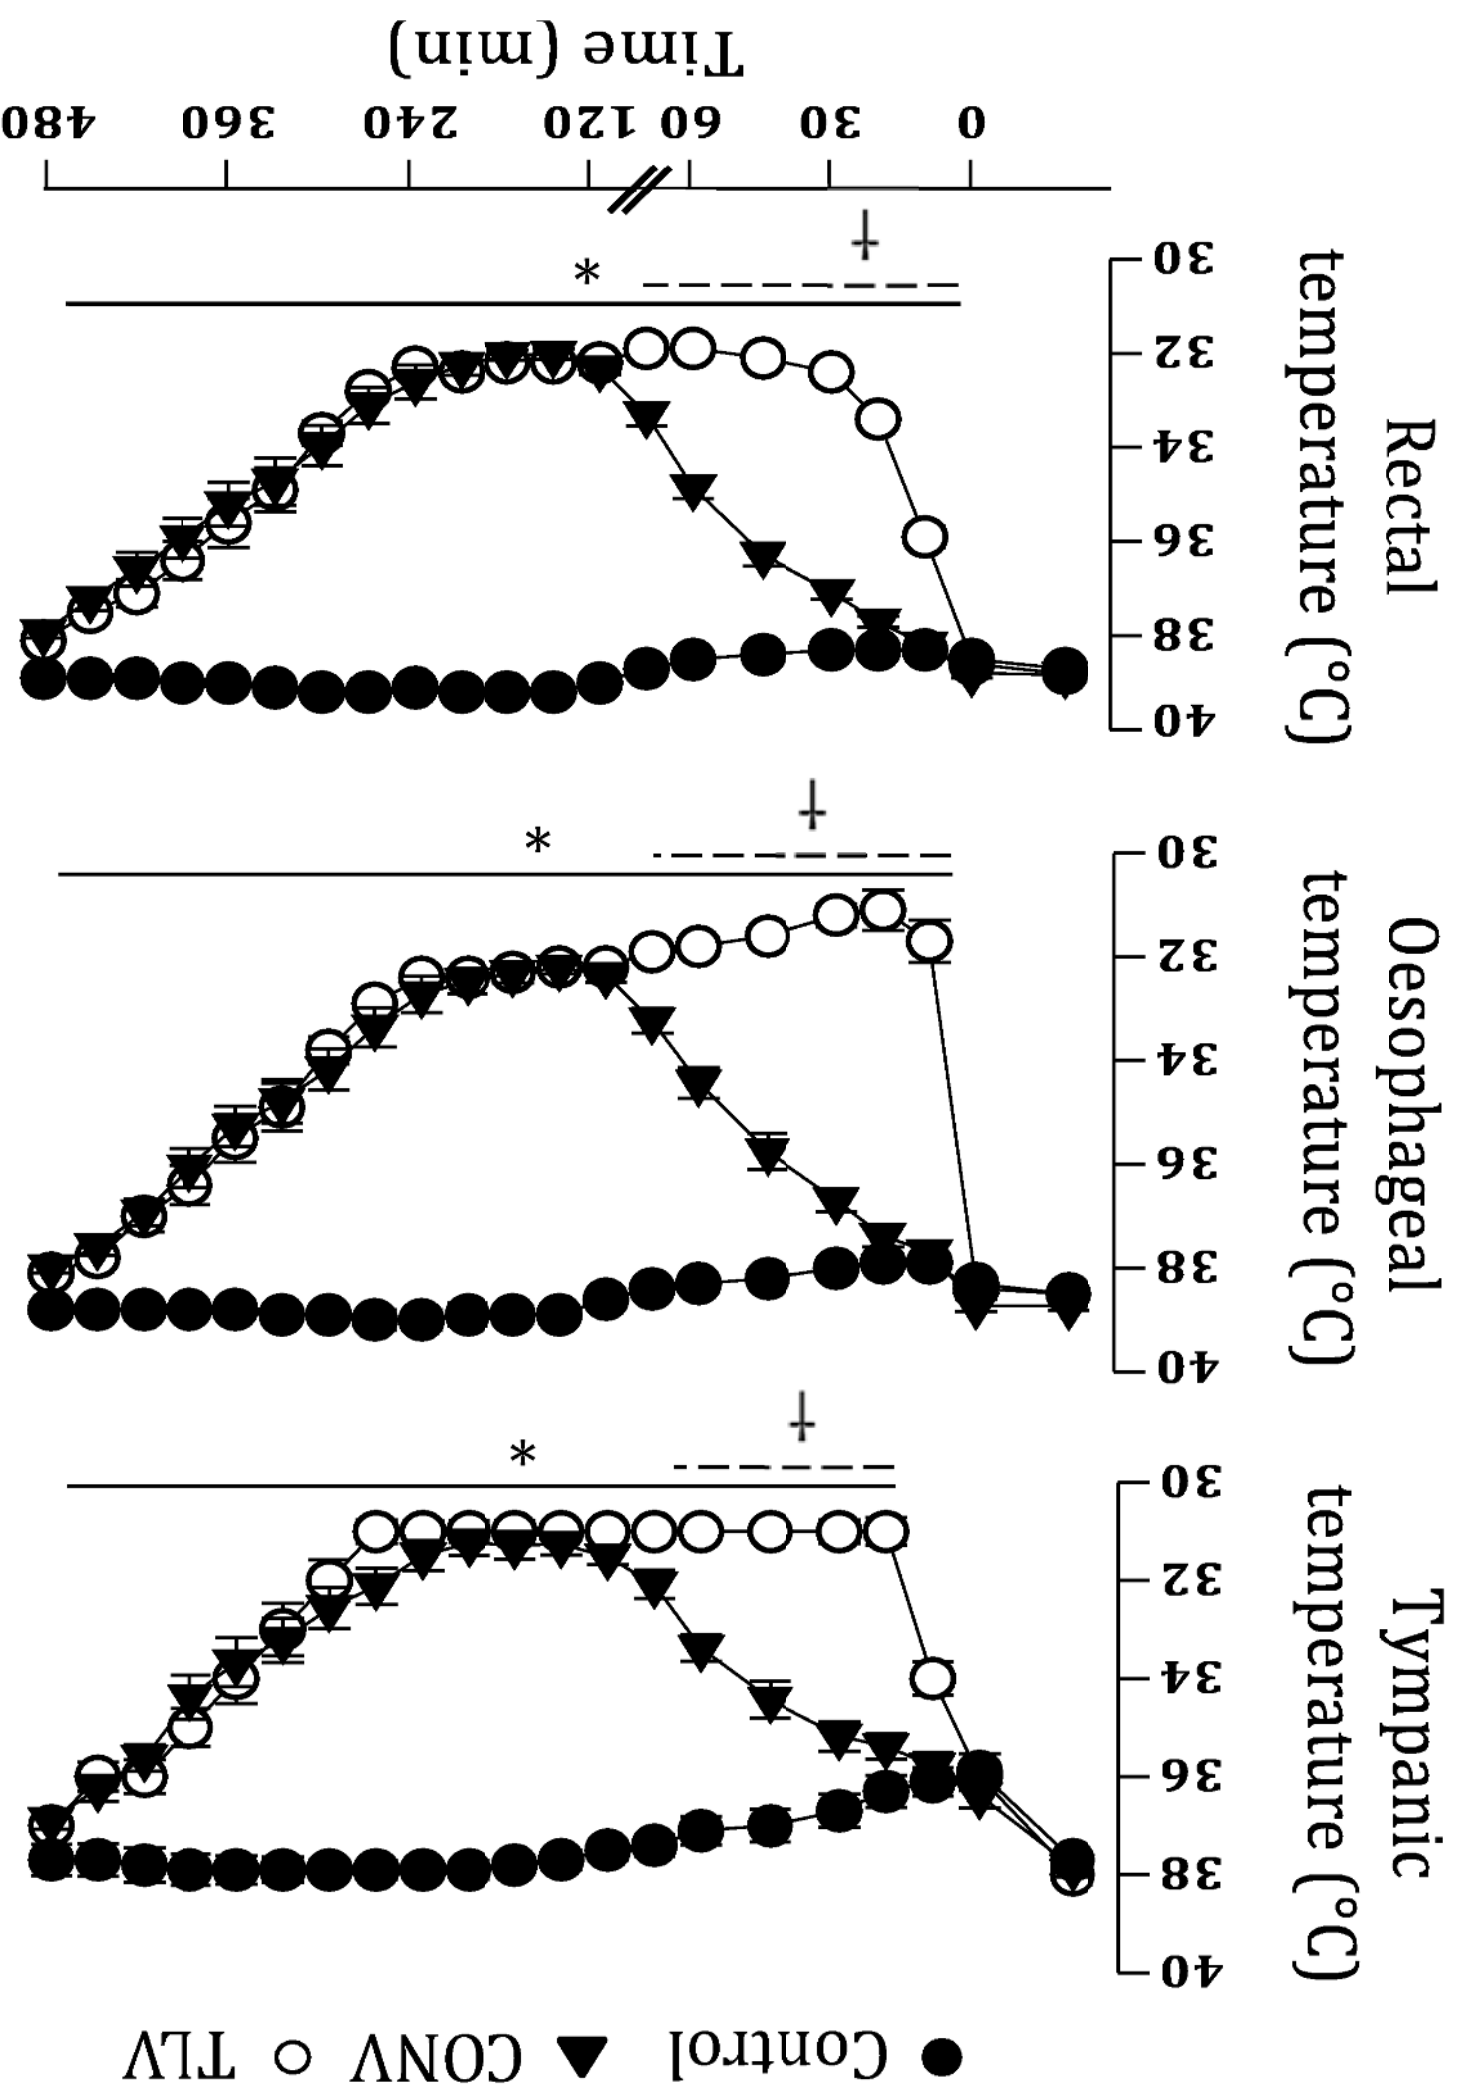 ● Control ▲ CONV ○ TLV
Tympanic
temperature (°C)
40
38
36
34
32
30
*
†
Oesophageal
temperature (°C)
40
38
36
34
32
30
*
†
Rectal
temperature (°C)
40
38
36
34
32
30
*
†
0 30 60 120 240 360 480
Time (min)